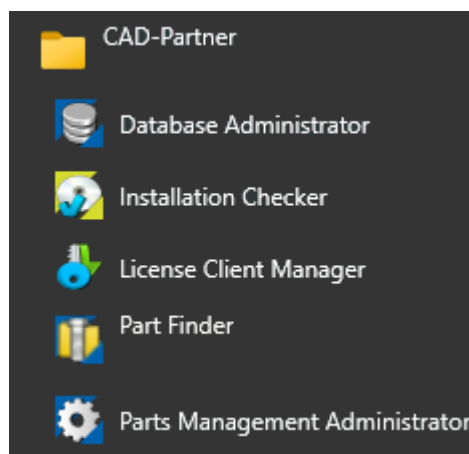 CAD-Partner
Database Administrator
Installation Checker
License Client Manager
Part Finder
Parts Management Administrator